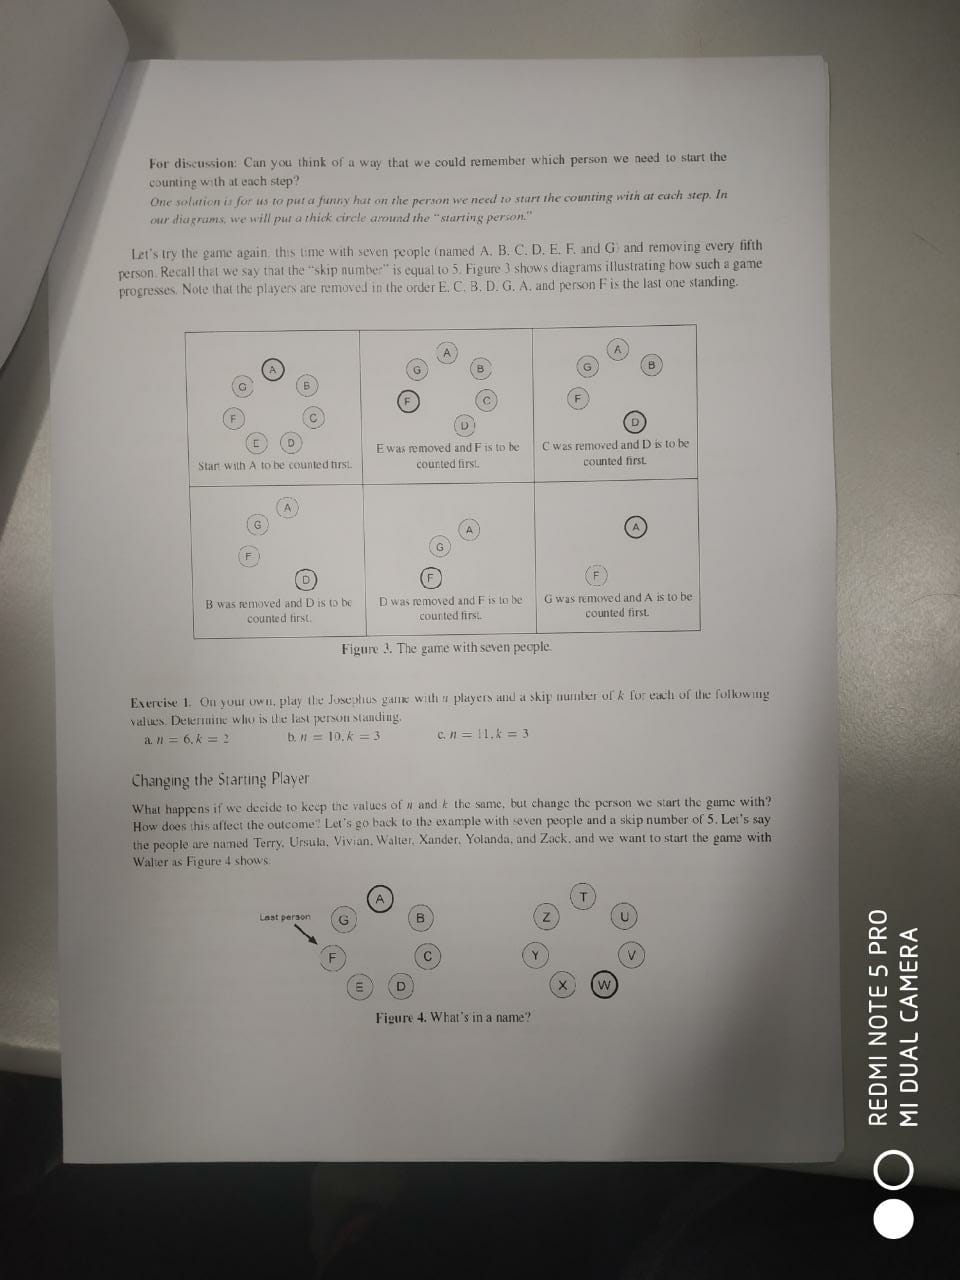 For discussion: Can you think of a way that we could remember which person we need to start the
counting with at each step?
One solution is for us to put a funny hat on the person we need to start the counting with at each step. In
our diagrams, we will put a thick circle around the "starting person."
Let's try the game again, this time with seven people (named A, B, C, D, E, F, and G) and removing every fifth
person. Recall that we say that the "skip number" is equal to 5. Figure 3 shows diagrams illustrating how such a game
progresses. Note that the players are removed in the order E, C, B, D, G, A, and person F is the last one standing.
A
G
B
F
C
E
D
Start with A to be counted first.
A
G
B
F
C
D
E was removed and F is to be
counted first.
A
G
B
F
D
C was removed and D is to be
counted first.
A
G
F
D
B was removed and D is to be
counted first.
A
G
F
D was removed and F is to be
counted first.
A
F
G was removed and A is to be
counted first.
Figure 3. The game with seven people.
Exercise 1. On your own, play the Josephus game with n players and a skip number of k for each of the following
values. Determine who is the last person standing.
a. n = 6, k = 2 b. n = 10, k = 3 c. n = 11, k = 3
Changing the Starting Player
What happens if we decide to keep the values of n and k the same, but change the person we start the game with?
How does this affect the outcome? Let's go back to the example with seven people and a skip number of 5. Let's say
the people are named Terry, Ursula, Vivian, Walter, Xander, Yolanda, and Zack, and we want to start the game with
Walter as Figure 4 shows.
Last person
A
G
B
F
C
E
D
T
Z
U
Y
V
X
W
Figure 4. What's in a name?
REDMI NOTE 5 PRO
MI DUAL CAMERA